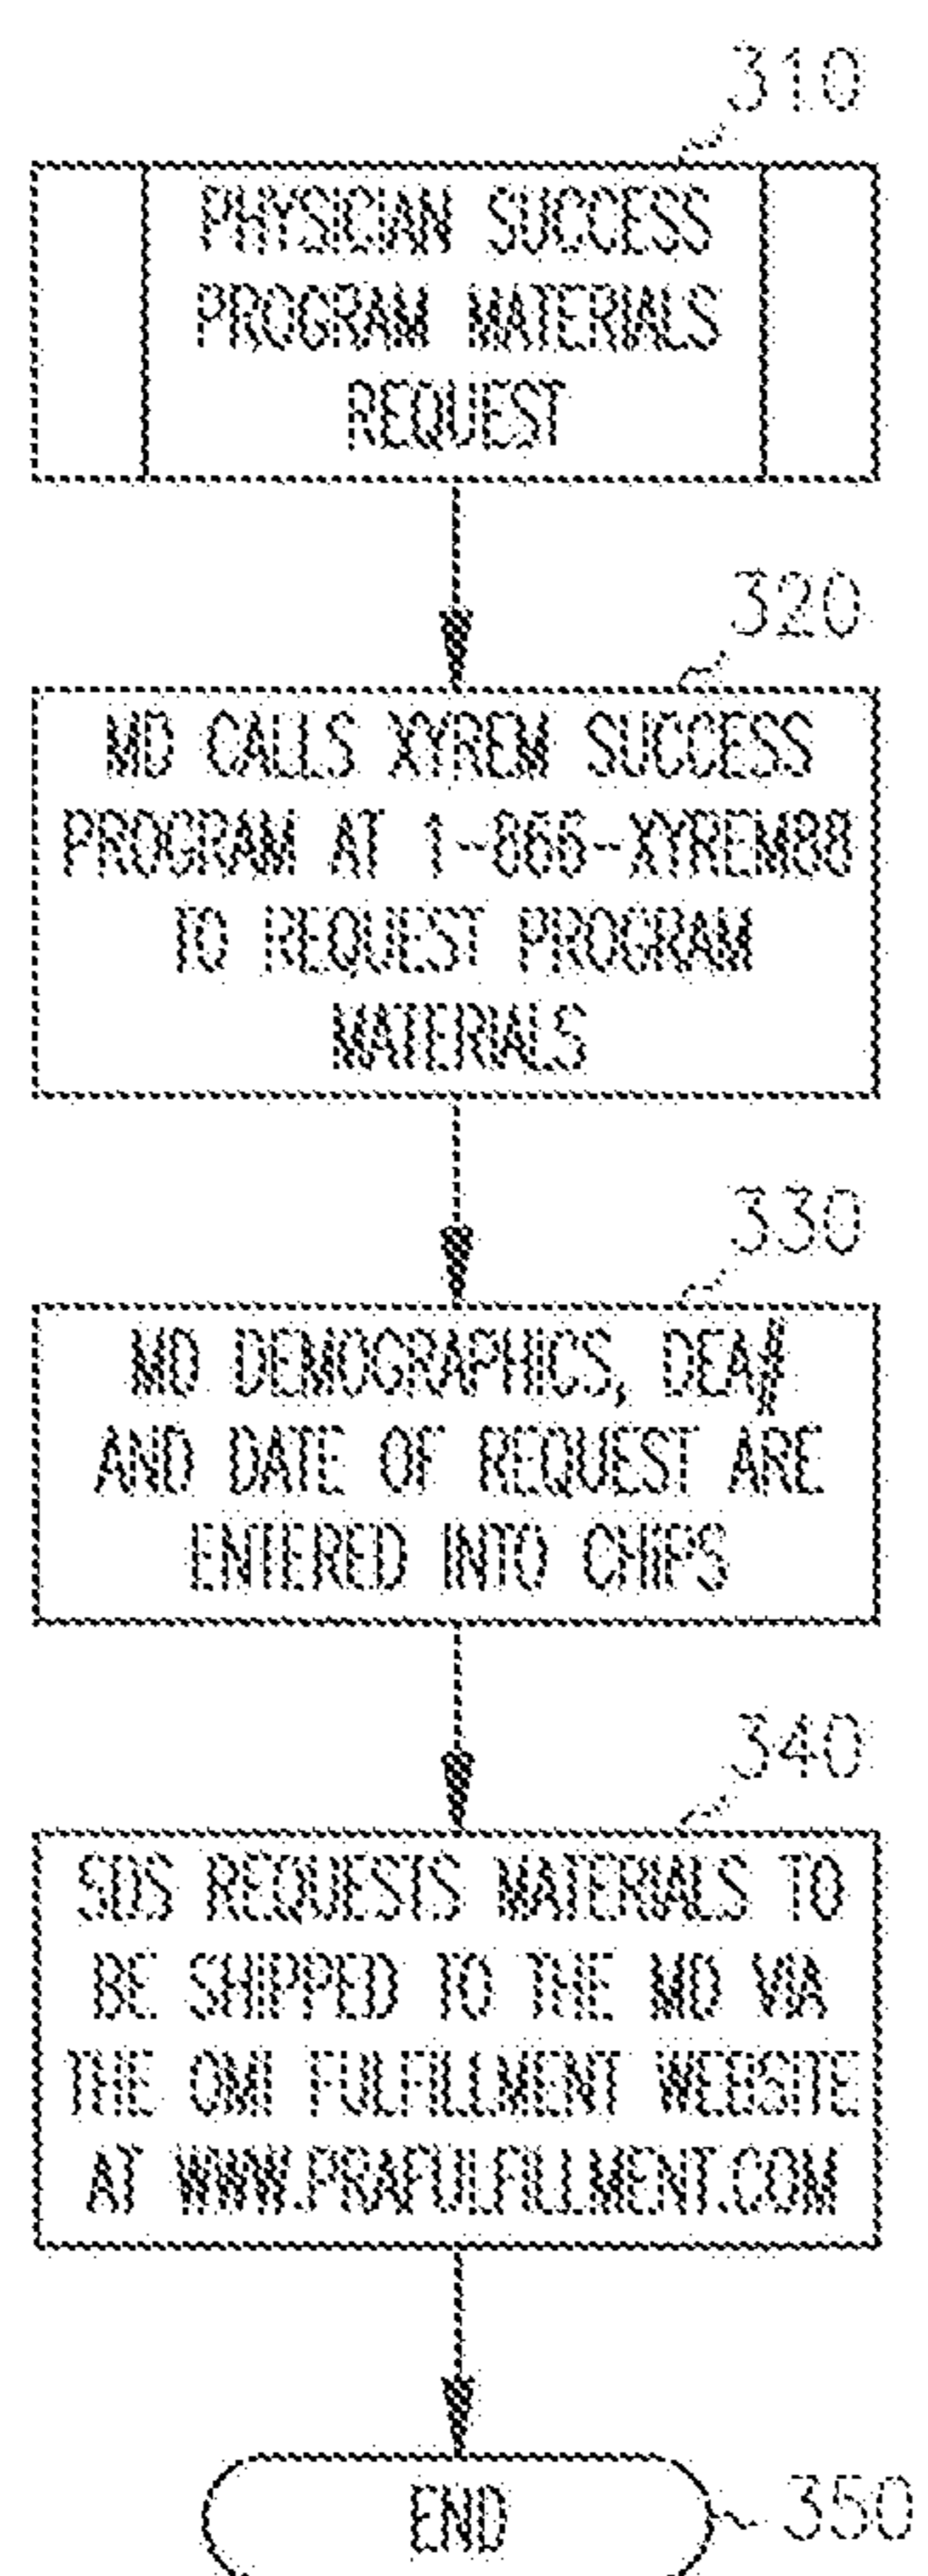 310
PHYSICIAN SUCCESS
PROGRAM MATERIALS
REQUEST
320
MD CALLS XYREM SUCCESS
PROGRAM AT 1-866-XYREM88
TO REQUEST PROGRAM
MATERIALS
330
MD DEMOGRAPHICS, DEA#
AND DATE OF REQUEST ARE
ENTERED INTO CHIPS
340
SDS REQUESTS MATERIALS TO
BE SHIPPED TO THE MD VIA
THE OMI FULFILLMENT WEBSITE
AT WWW.PRAFULFILLMENT.COM
END
350